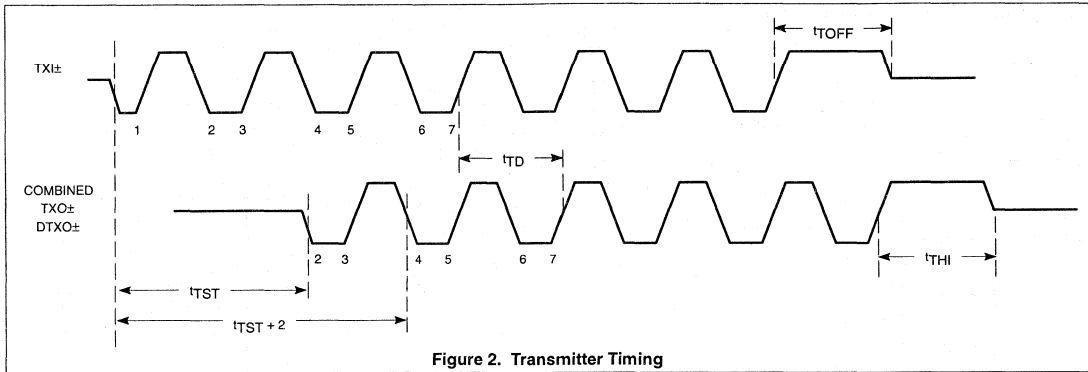 tTOFF
TXI±
1 2 3 4 5 6 7
tTD
COMBINED
TXO±
DTXO±
2 3 4 5 6 7
tTHI
tTST
tTST + 2
Figure 2. Transmitter Timing